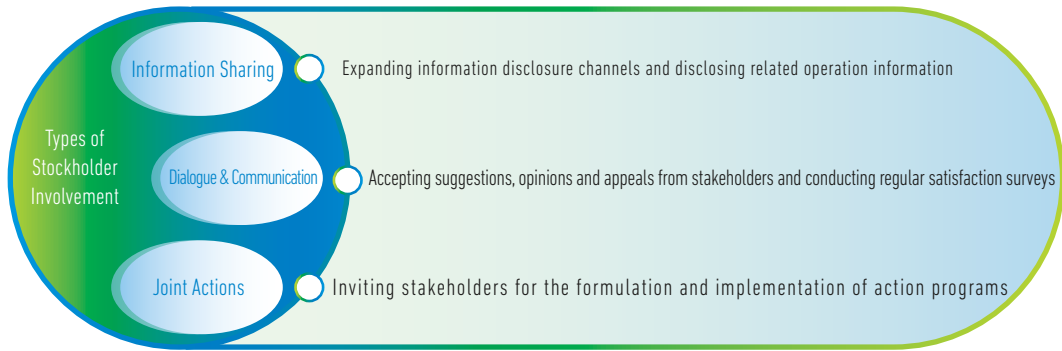 Types of
Stockholder
Involvement
Information Sharing
Expanding information disclosure channels and disclosing related operation information
Dialogue & Communication
Accepting suggestions, opinions and appeals from stakeholders and conducting regular satisfaction surveys
Joint Actions
Inviting stakeholders for the formulation and implementation of action programs